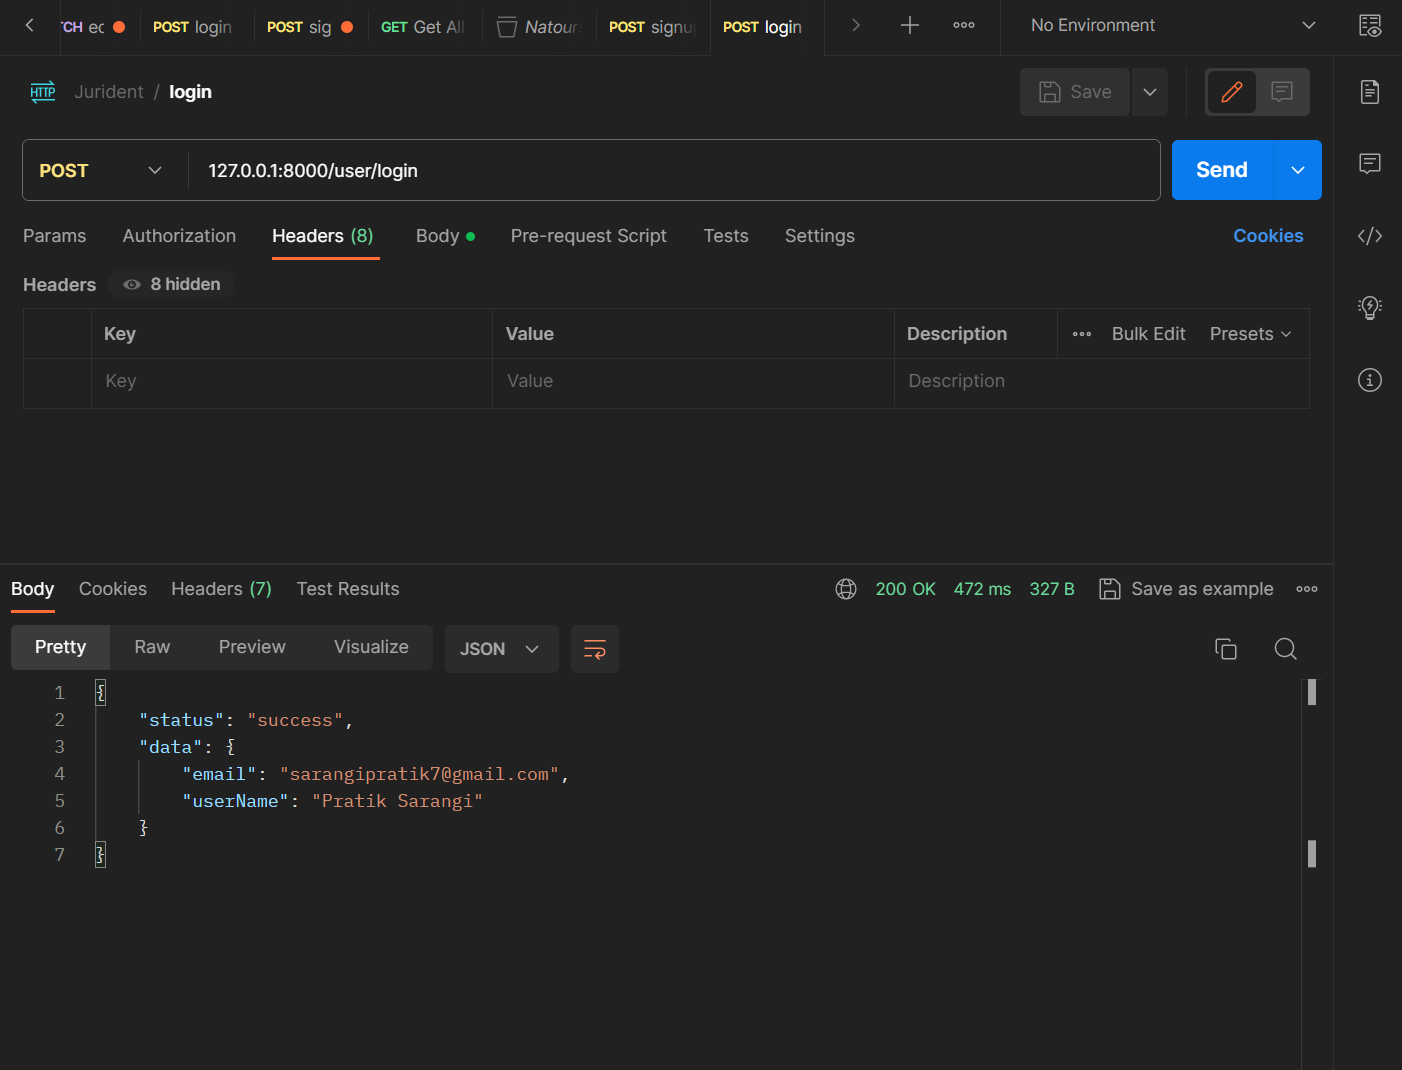 TCH ec POST login POST sig GET Get All Natours POST signup POST login No Environment
HTTP Jurident / login Save
POST 127.0.0.1:8000/user/login Send
Params Authorization Headers (8) Body Pre-request Script Tests Settings Cookies
Headers 8 hidden
Key Value Description Bulk Edit Presets
Key Value Description
Body Cookies Headers (7) Test Results 200 OK 472 ms 327 B Save as example
Pretty Raw Preview Visualize JSON
1 {
2 "status": "success",
3 "data": {
4 "email": "sarangipratik7@gmail.com",
5 "userName": "Pratik Sarangi"
6 }
7 }